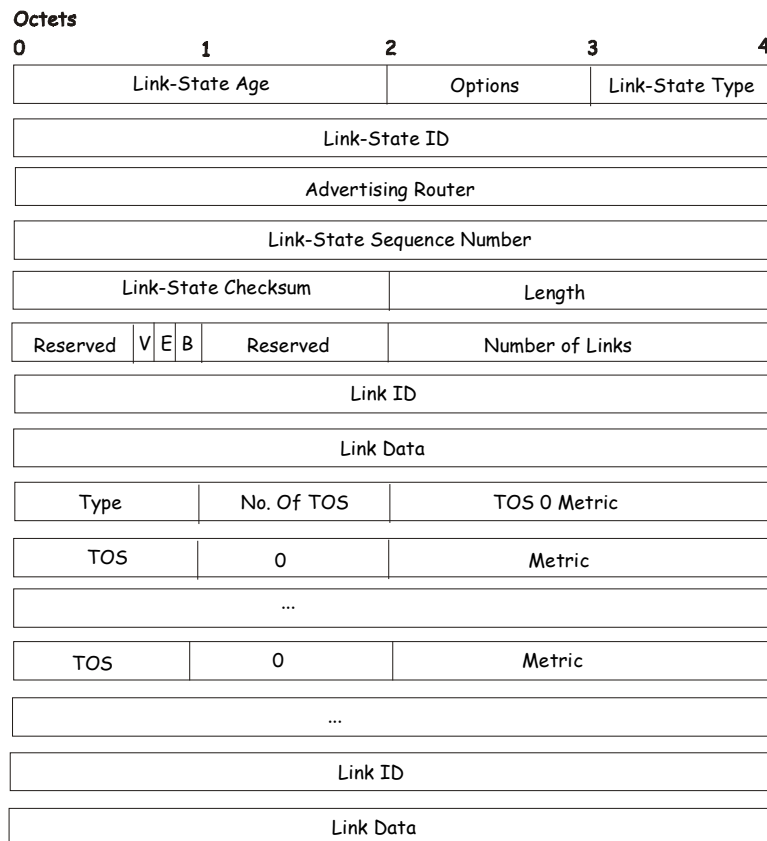 Octets
0 1 2 3 4
Link-State Age Options Link-State Type
Link-State ID
Advertising Router
Link-State Sequence Number
Link-State Checksum Length
Reserved V E B Reserved Number of Links
Link ID
Link Data
Type No. Of TOS TOS 0 Metric
TOS 0 Metric
...
TOS 0 Metric
...
Link ID
Link Data